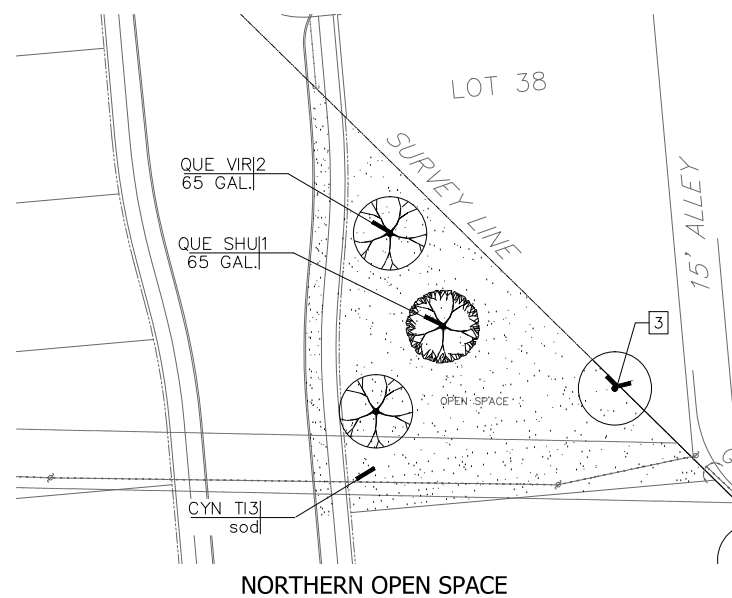 LOT 38
SURVEY LINE
15' ALLEY
QUE VIR 2
65 GAL.
QUE SHU 1
65 GAL.
3
OPEN SPACE
CYN TI3
sod
NORTHERN OPEN SPACE